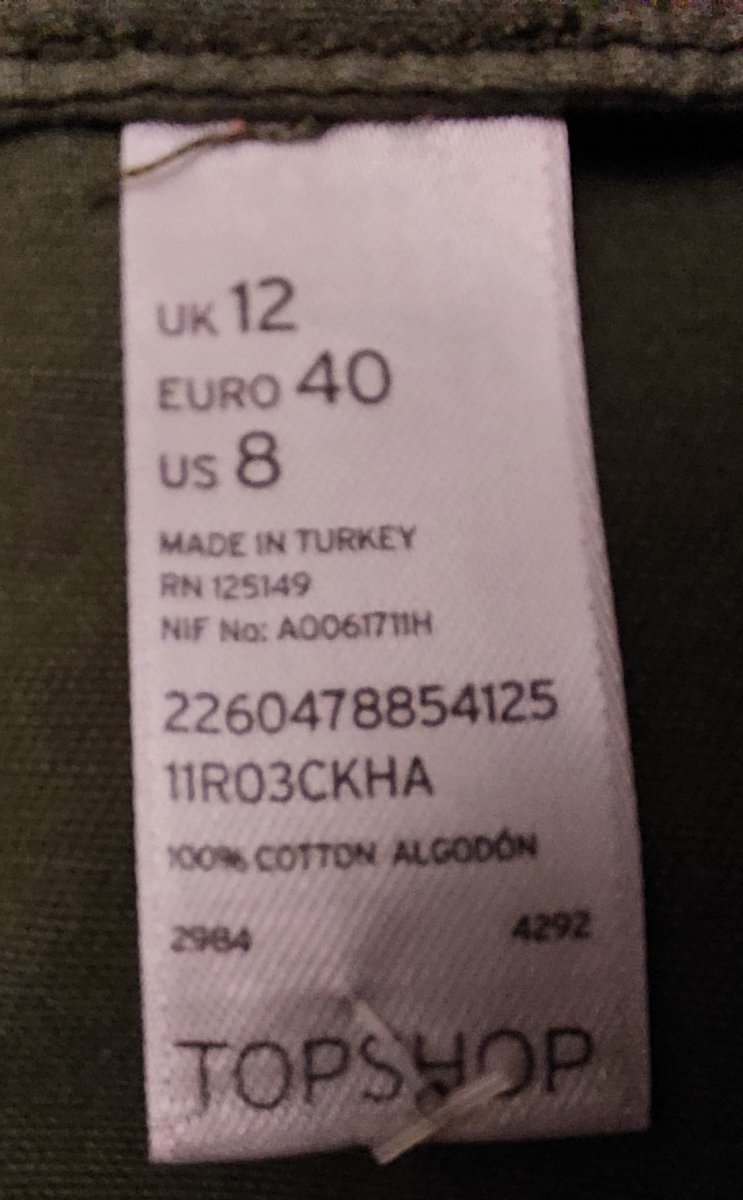 UK 12
EURO 40
US 8
MADE IN TURKEY
RN 125149
NIF No: A0061711H
2260478854125
11R03CKHA
100% COTTON ALGODÓN
2984 4292
TOPSHOP